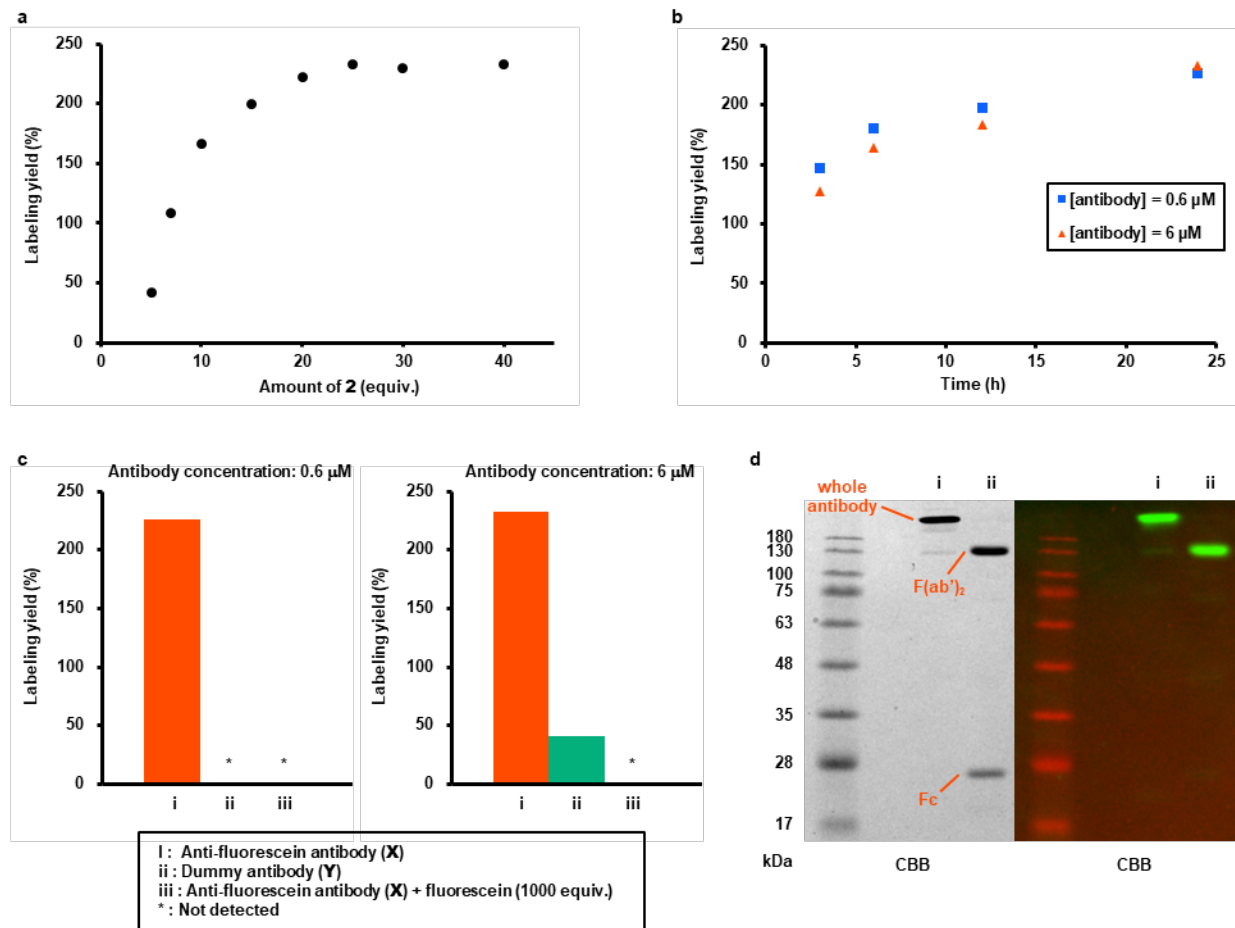 a
250
200
150
100
50
0
Labeling yield (%)
0 10 20 30 40
Amount of 2 (equiv.)
b
250
200
150
100
50
0
Labeling yield (%)
[antibody] = 0.6 µM
[antibody] = 6 µM
0 5 10 15 20 25
Time (h)
c
Antibody concentration: 0.6 µM
250
200
150
100
50
0
Labeling yield (%)
* *
i ii iii
Antibody concentration: 6 µM
250
200
150
100
50
0
Labeling yield (%)
*
i ii iii
I : Anti-fluorescein antibody (X)
ii : Dummy antibody (Y)
iii : Anti-fluorescein antibody (X) + fluorescein (1000 equiv.)
* : Not detected
d
i ii i ii
whole
antibody
180
130
100
75
63
48
35
28
17
kDa
F(ab')₂
Fc
CBB CBB